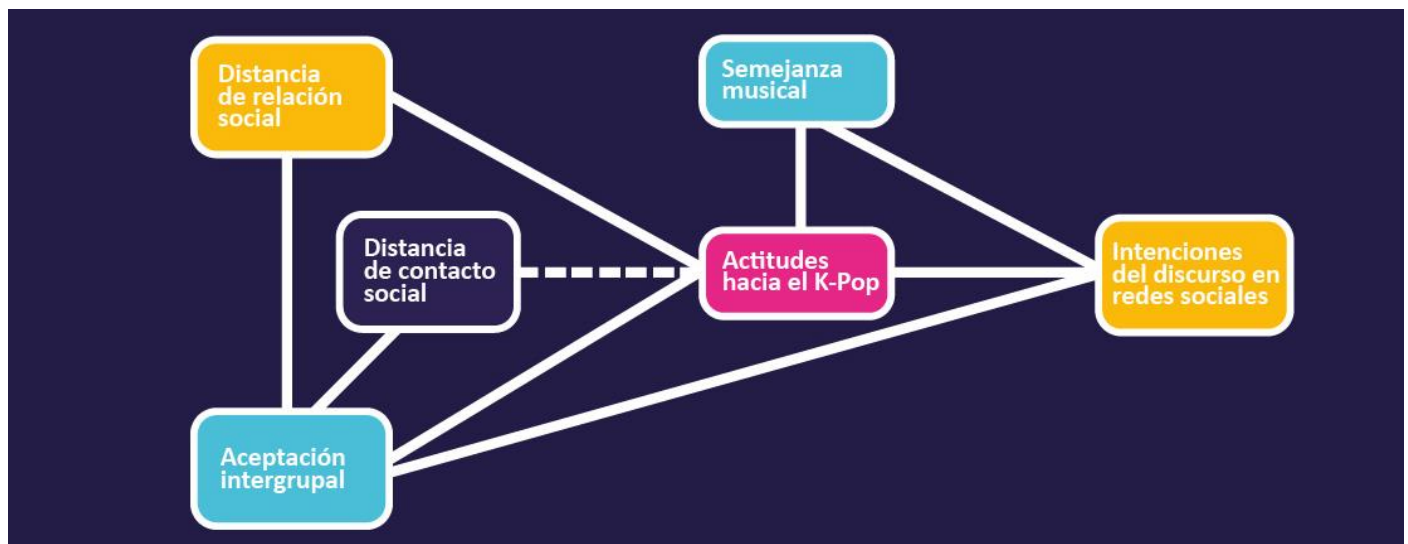 Distancia
de relación
social
Semejanza
musical
Distancia
de contacto
social
Actitudes
hacia el K-Pop
Intenciones
del discurso en
redes sociales
Aceptación
intergrupal